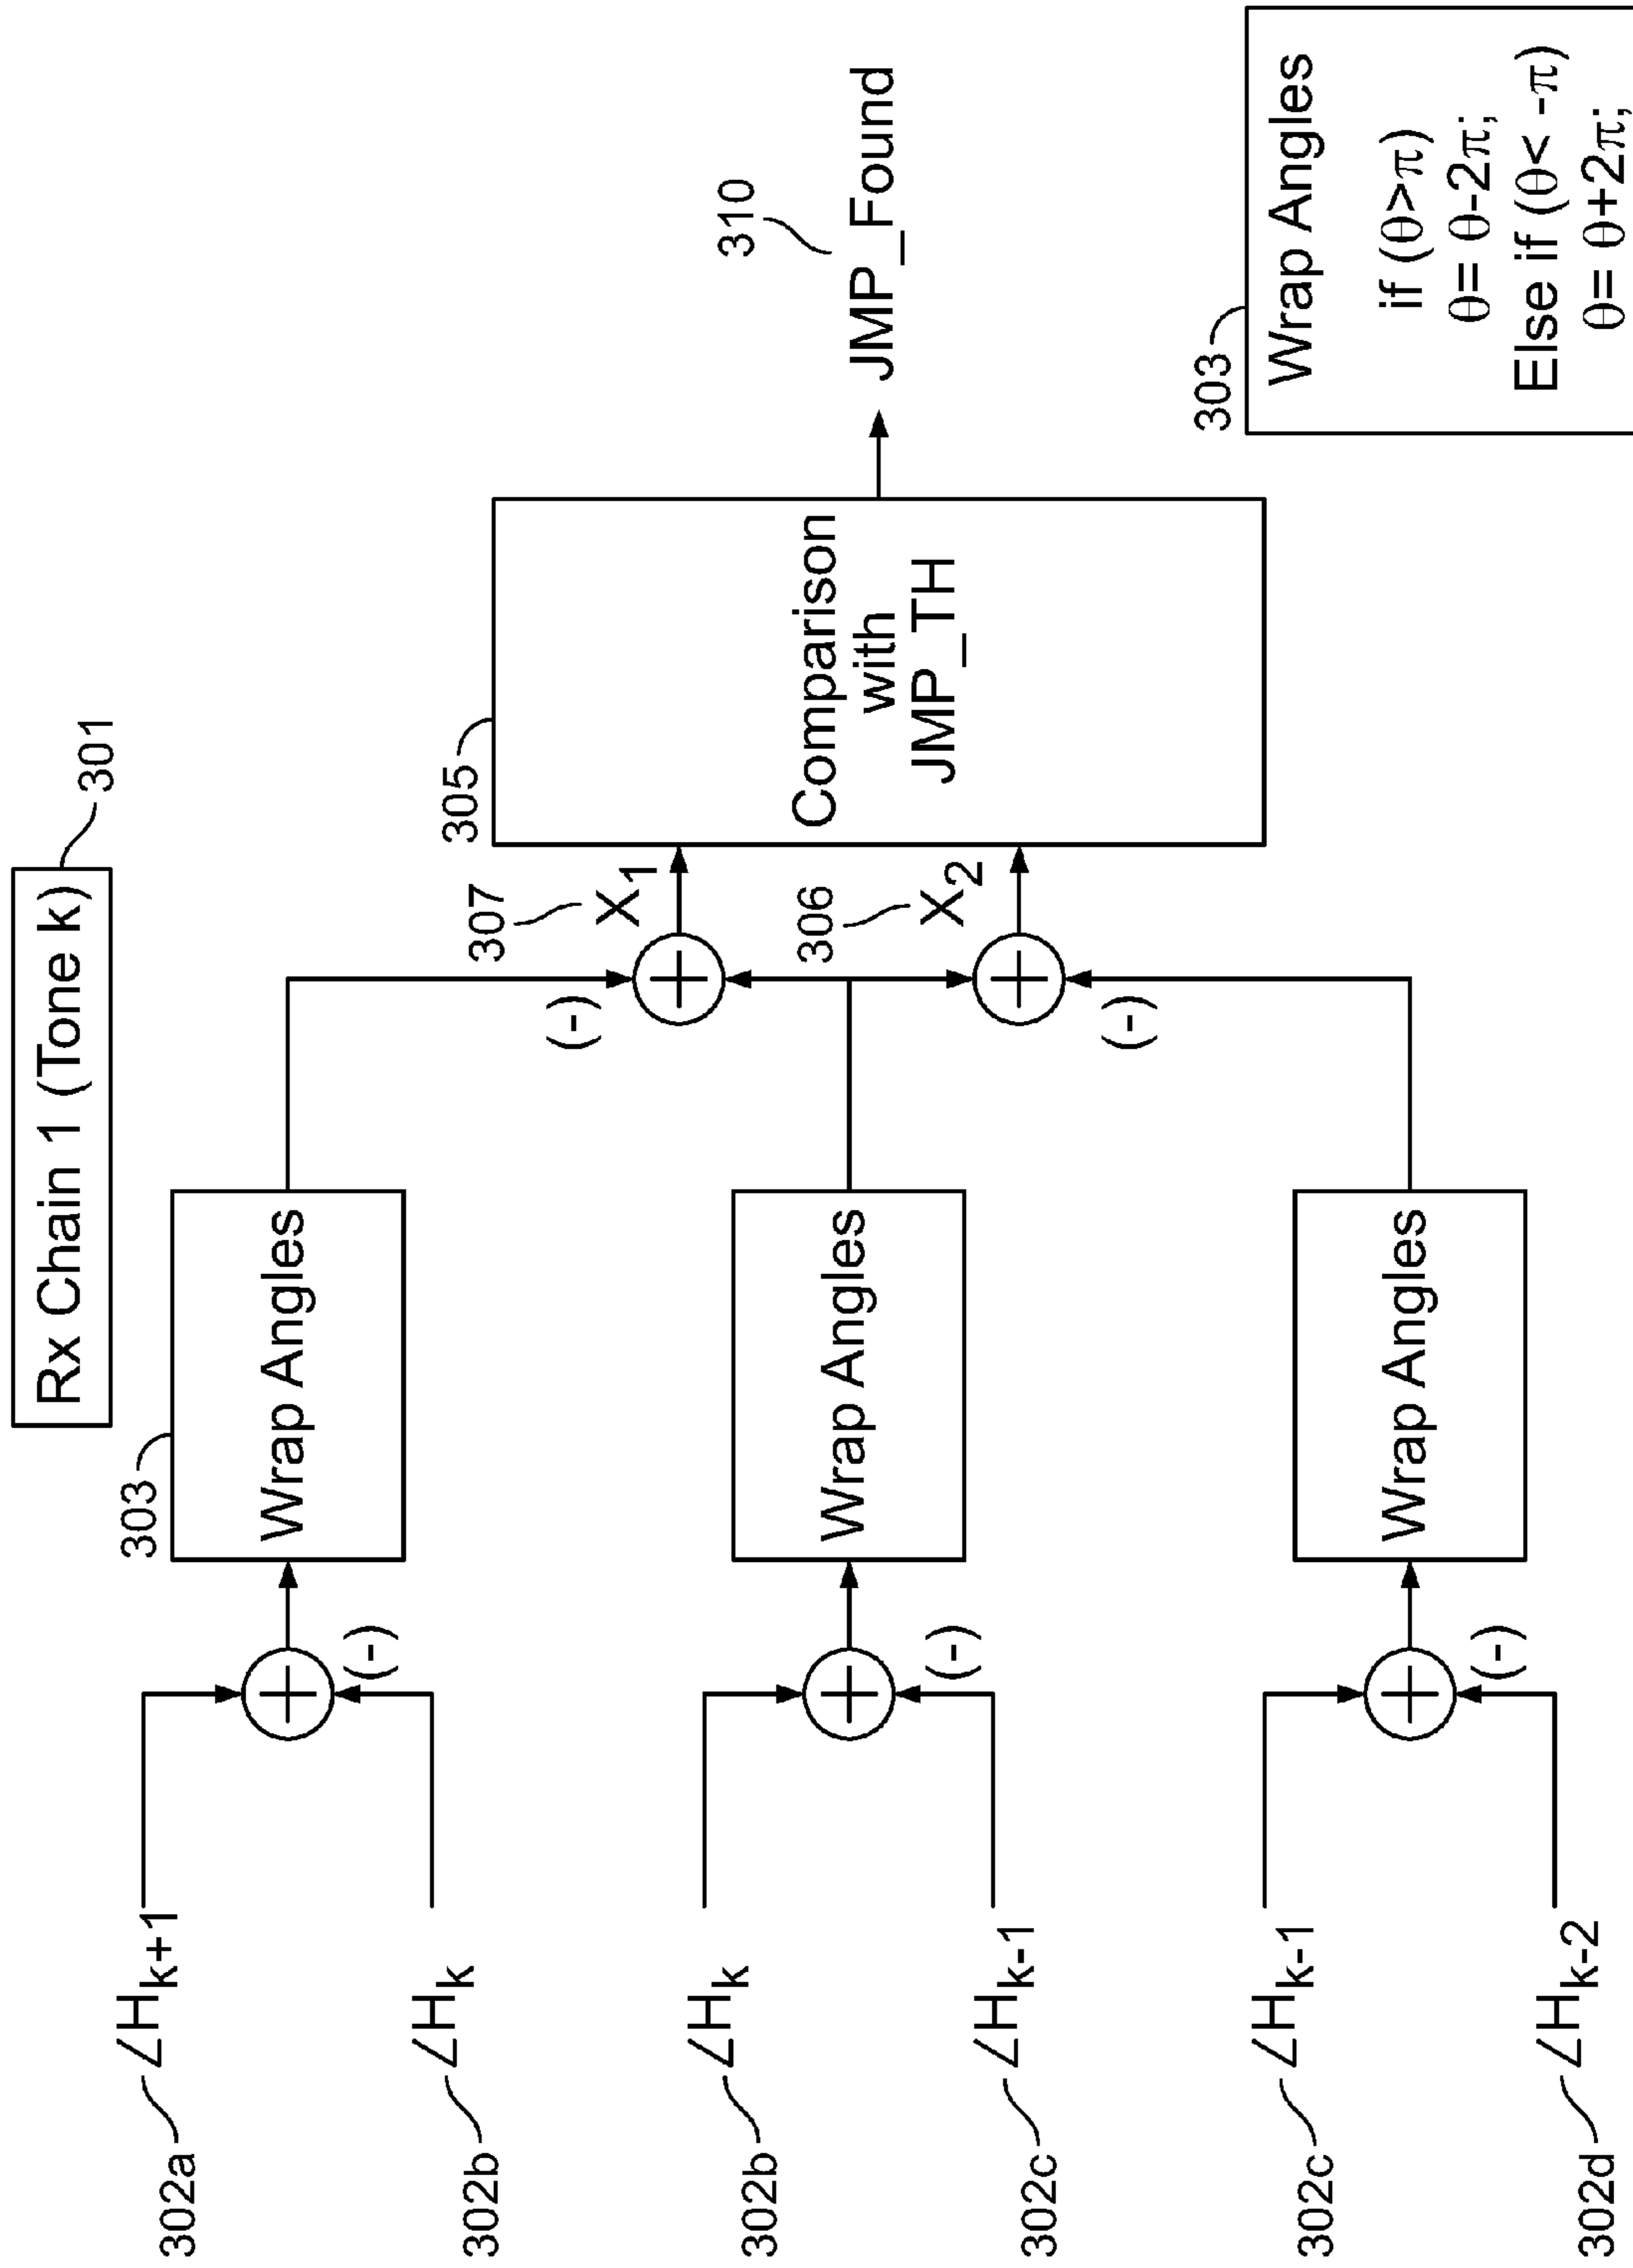 Rx Chain 1 (Tone k)
301
302a
∠Hk+1
302b
∠Hk
(-)
303
Wrap Angles
302b
∠Hk
302c
∠Hk-1
(-)
Wrap Angles
302c
∠Hk-1
302d
∠Hk-2
(-)
Wrap Angles
(-)
307
X1
306
X2
(-)
305
Comparison
with
JMP_TH
310
JMP_Found
303
Wrap Angles
if (θ>π)
θ= θ-2π;
Else if (θ< -π)
θ= θ+2π;